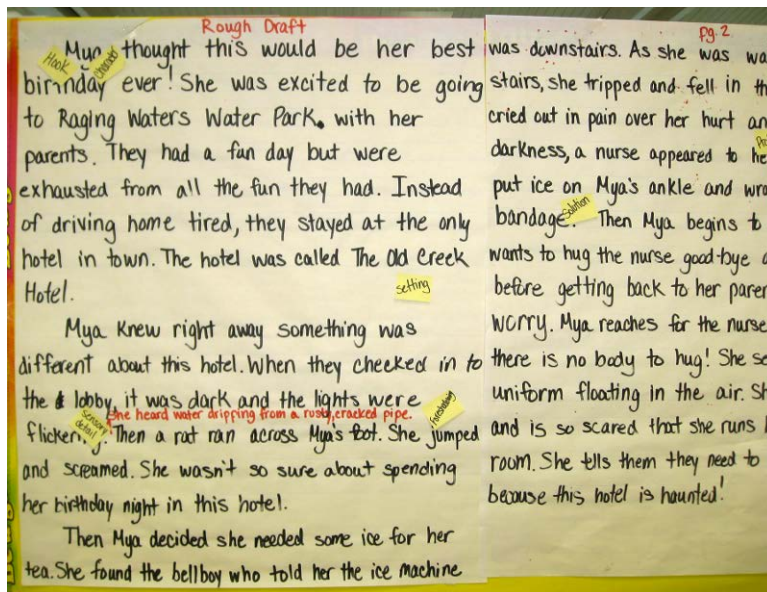 Rough Draft
Mya thought this would be her best
Hook
character
birthday ever! She was excited to be going
to Raging Waters Water Park. with her
parents. They had a fun day but were
exhausted from all the fun they had. Instead
of driving home tired, they stayed at the only
hotel in town. The hotel was called The Old Creek
Hotel.
setting
Mya knew right away something was
different about this hotel. When they checked in to
the lobby, it was dark and the lights were
She heard water dripping from a rusty, cracked pipe.
sensory detail
flickering. Then a rat ran across Mya's foot. She jumped
and screamed. She wasn't so sure about spending
her birthday night in this hotel.
Then Mya decided she needed some ice for her
tea. She found the bellboy who told her the ice machine
pg. 2
was downstairs. As she was wa
stairs, she tripped and fell in th
cried out in pain over her hurt an
darkness, a nurse appeared to he
put ice on Mya's ankle and wra
bandage. Then Mya begins to
Solution
wants to hug the nurse good-bye
before getting back to her paren
worry. Mya reaches for the nurse
there is no body to hug! She se
uniform floating in the air. Sh
and is so scared that she runs
room. She tells them they need to
because this hotel is haunted!